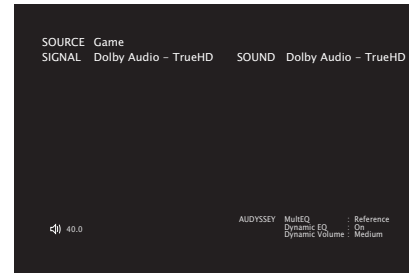 SOURCE Game
SIGNAL Dolby Audio – TrueHD SOUND Dolby Audio – TrueHD
40.0
AUDYSSEY MultEQ : Reference
Dynamic EQ : On
Dynamic Volume : Medium